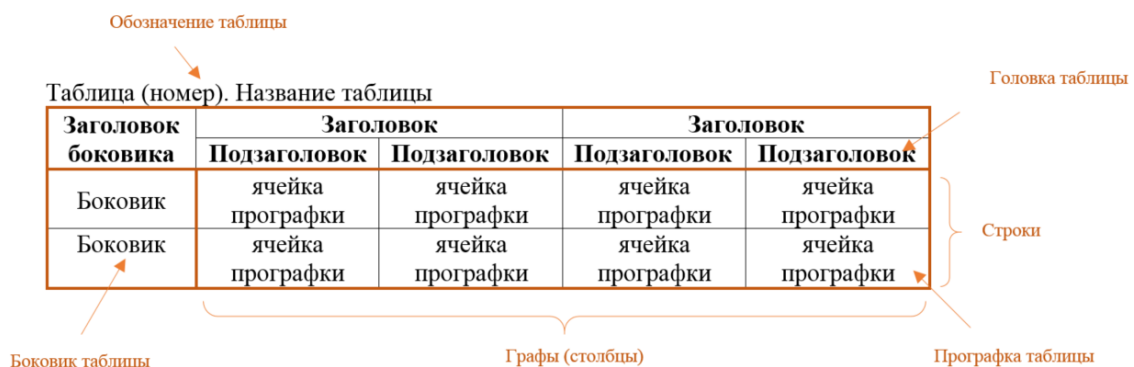 Обозначение таблицы
Головка таблицы
Таблица (номер). Название таблицы
Заголовок боковика Заголовок Заголовок
Подзаголовок Подзаголовок Подзаголовок Подзаголовок
Боковик ячейка прографки ячейка прографки ячейка прографки ячейка прографки
Строки
Боковик ячейка прографки ячейка прографки ячейка прографки ячейка прографки
Боковик таблицы
Графы (столбцы)
Прографка таблицы